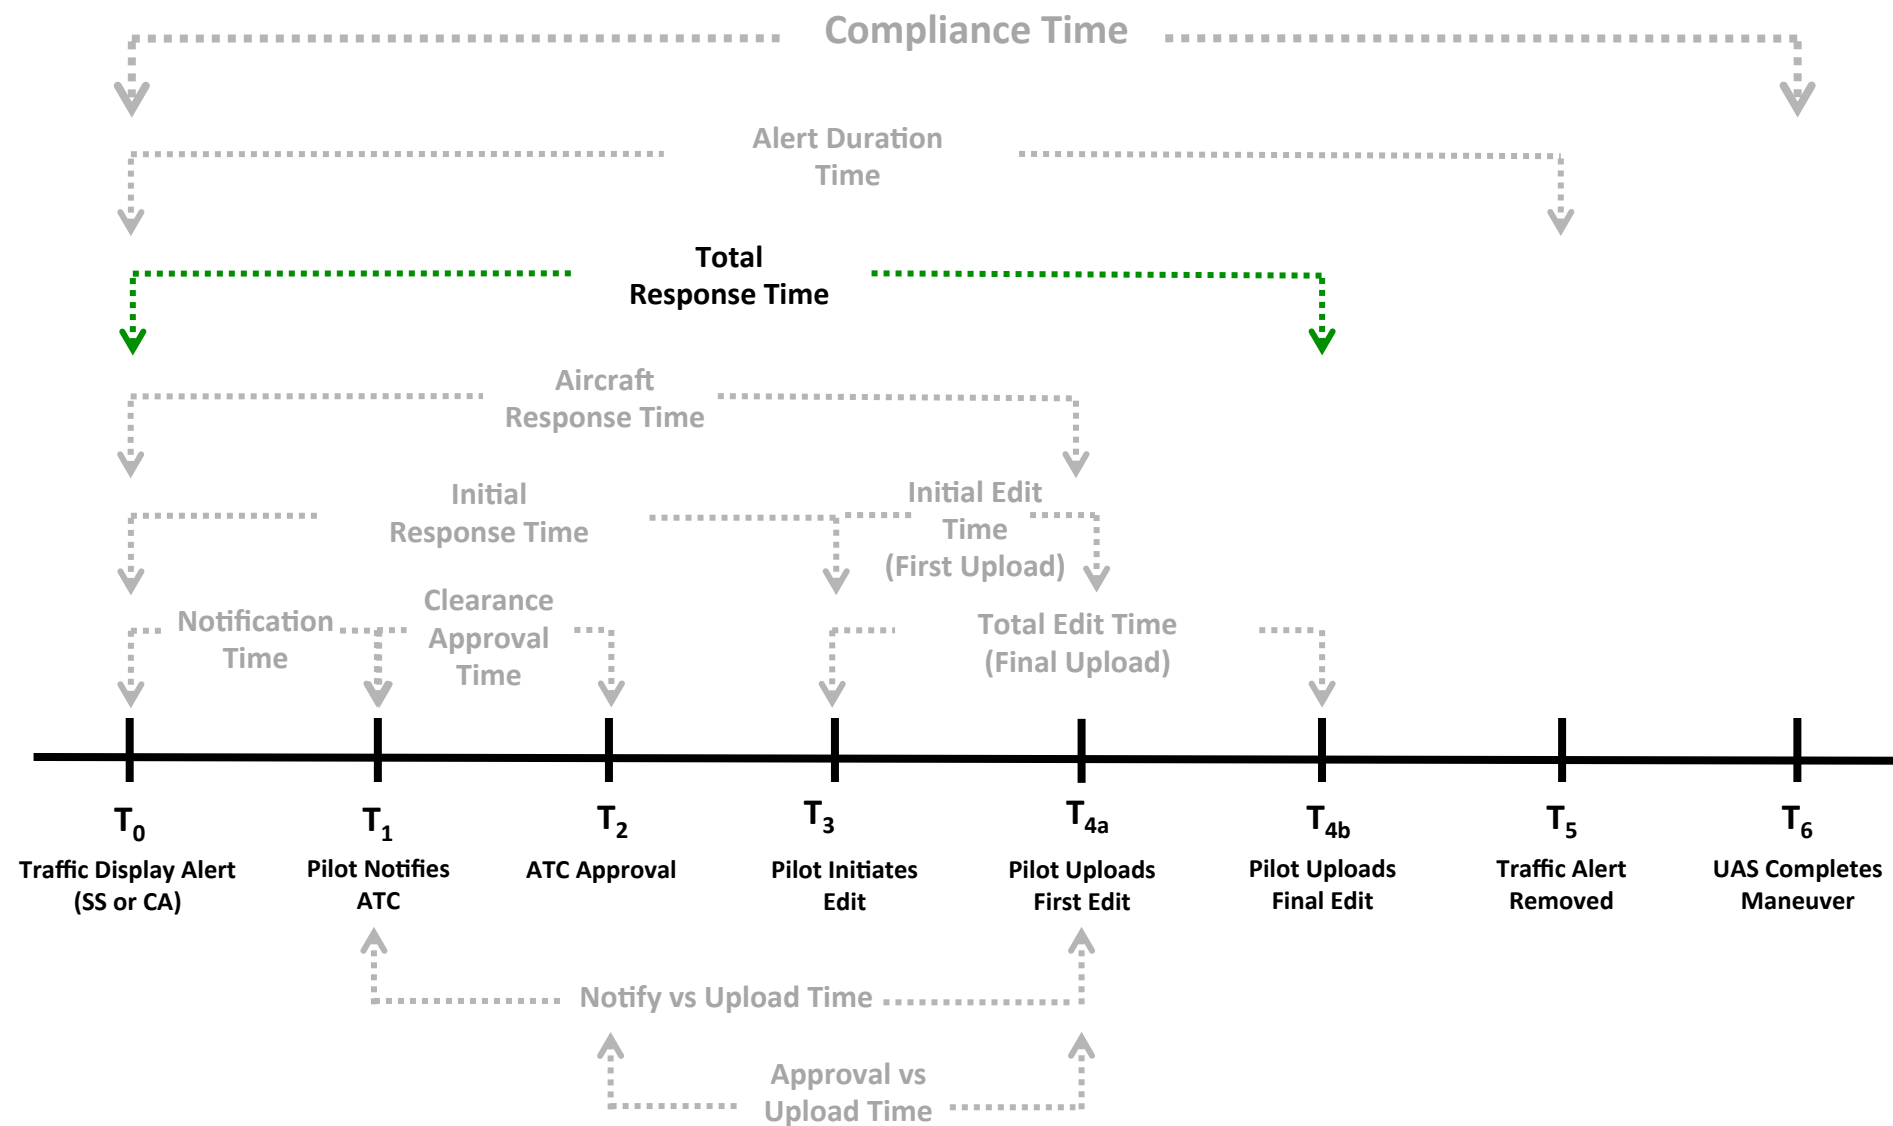 Compliance Time
Alert Duration
Time
Total
Response Time
Aircraft
Response Time
Initial
Response Time
Initial Edit
Time
(First Upload)
Notification
Time
Clearance
Approval
Time
Total Edit Time
(Final Upload)
T0
T1
T2
T3
T4a
T4b
T5
T6
Traffic Display Alert
(SS or CA)
Pilot Notifies
ATC
ATC Approval
Pilot Initiates
Edit
Pilot Uploads
First Edit
Pilot Uploads
Final Edit
Traffic Alert
Removed
UAS Completes
Maneuver
Notify vs Upload Time
Approval vs
Upload Time